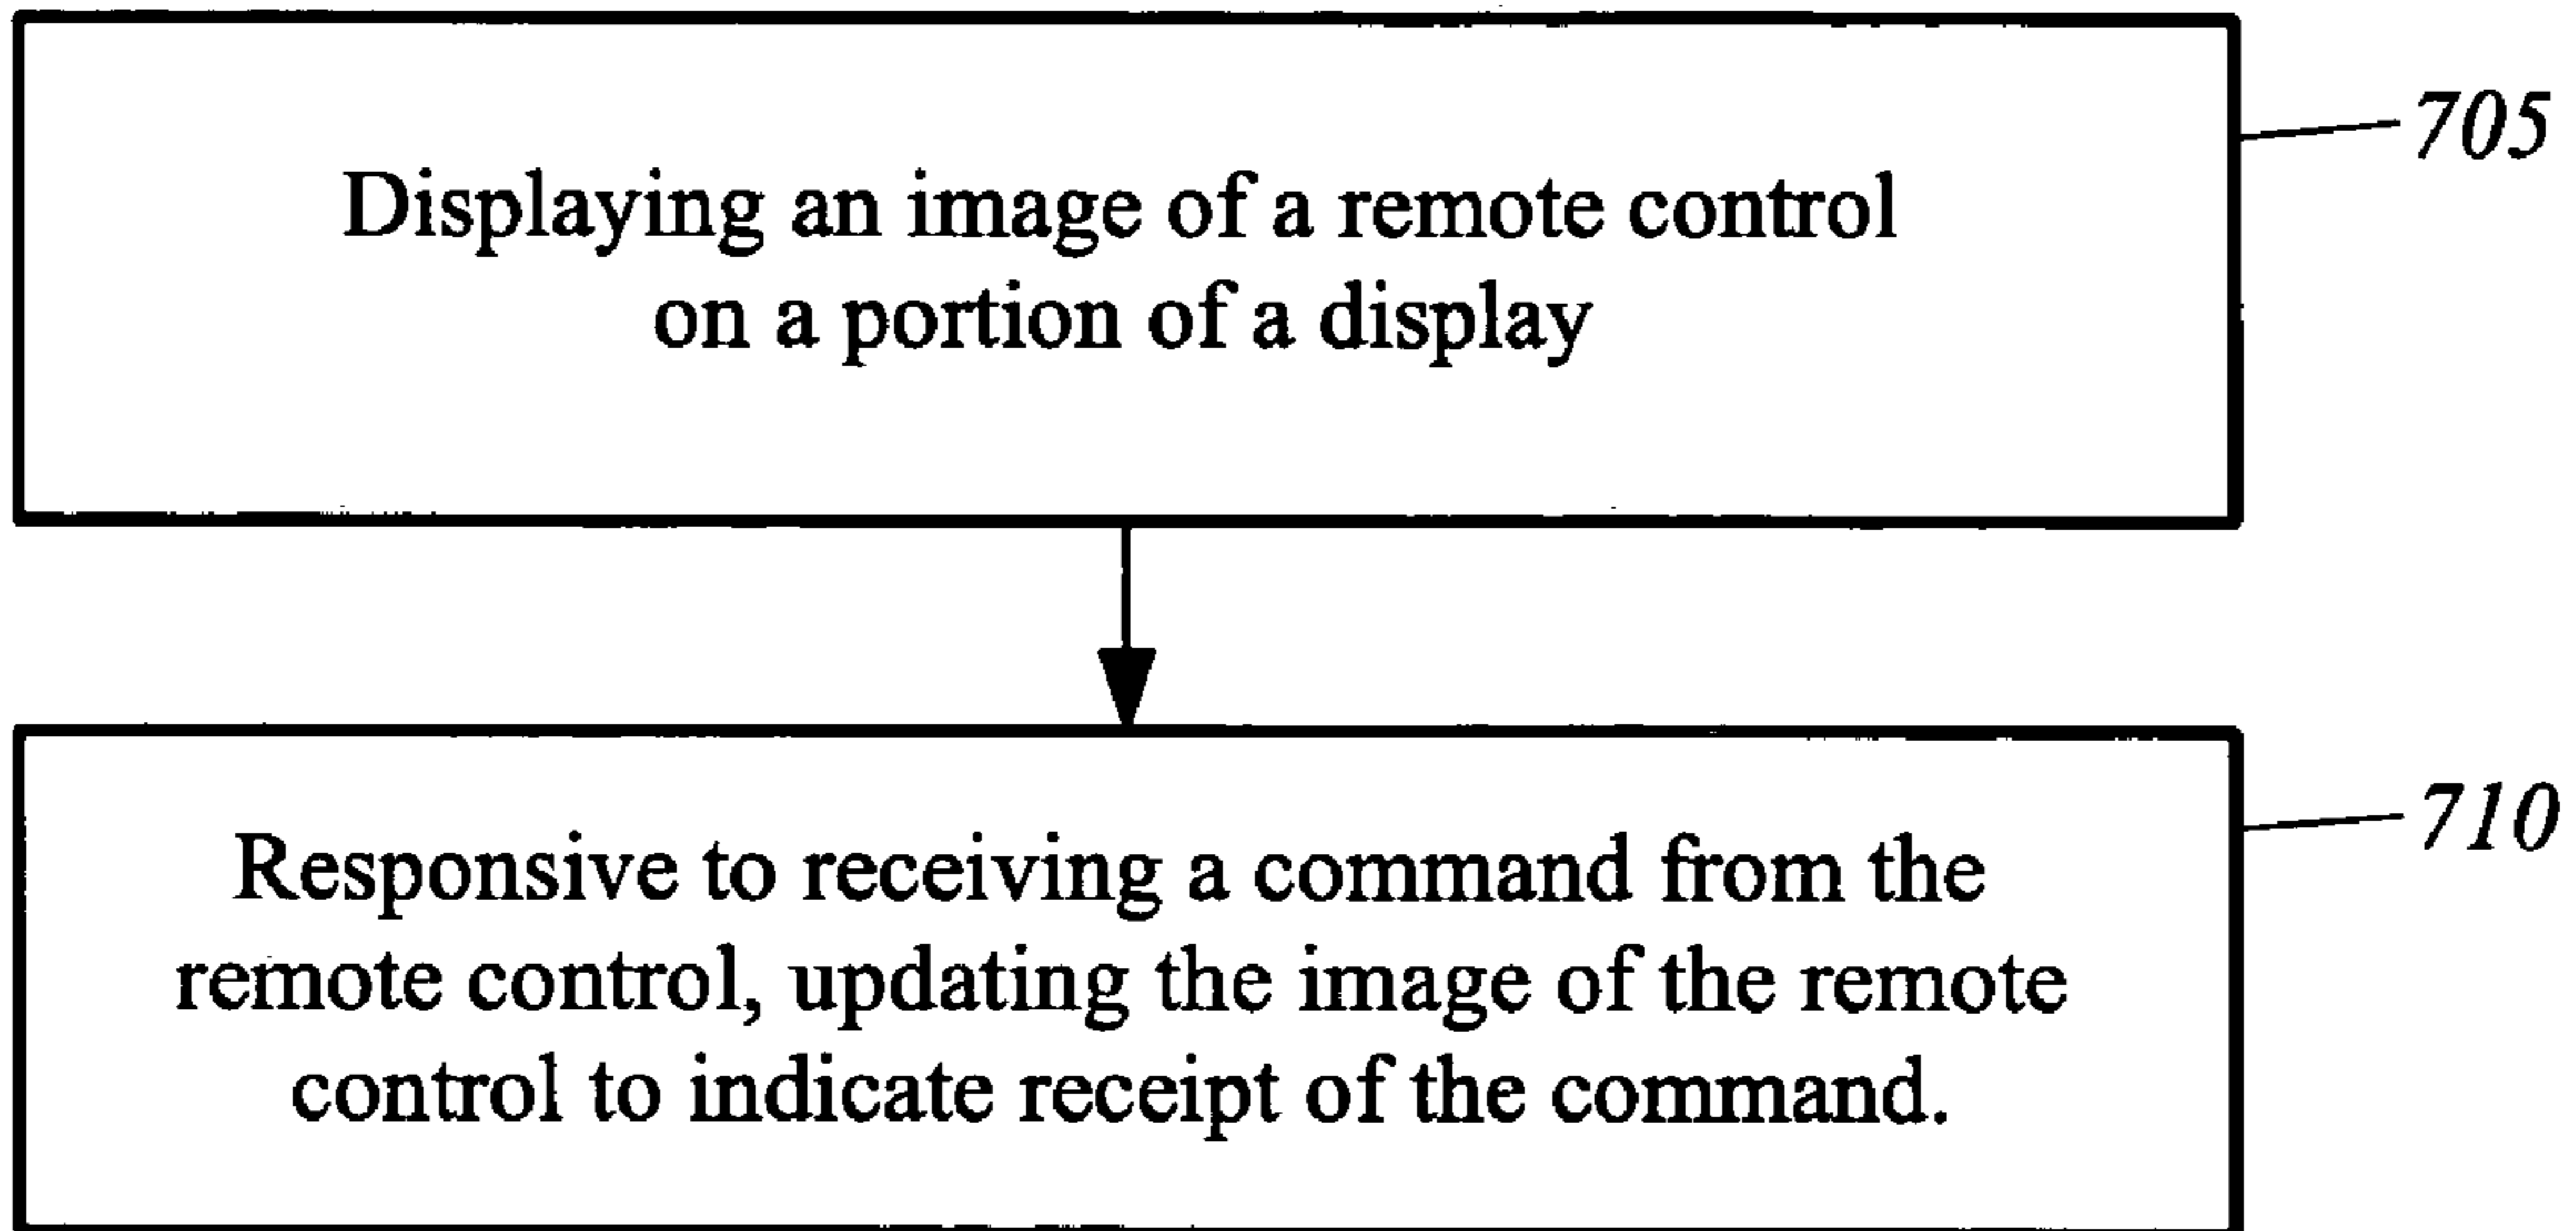 Displaying an image of a remote control
on a portion of a display
705
Responsive to receiving a command from the
remote control, updating the image of the remote
control to indicate receipt of the command.
710